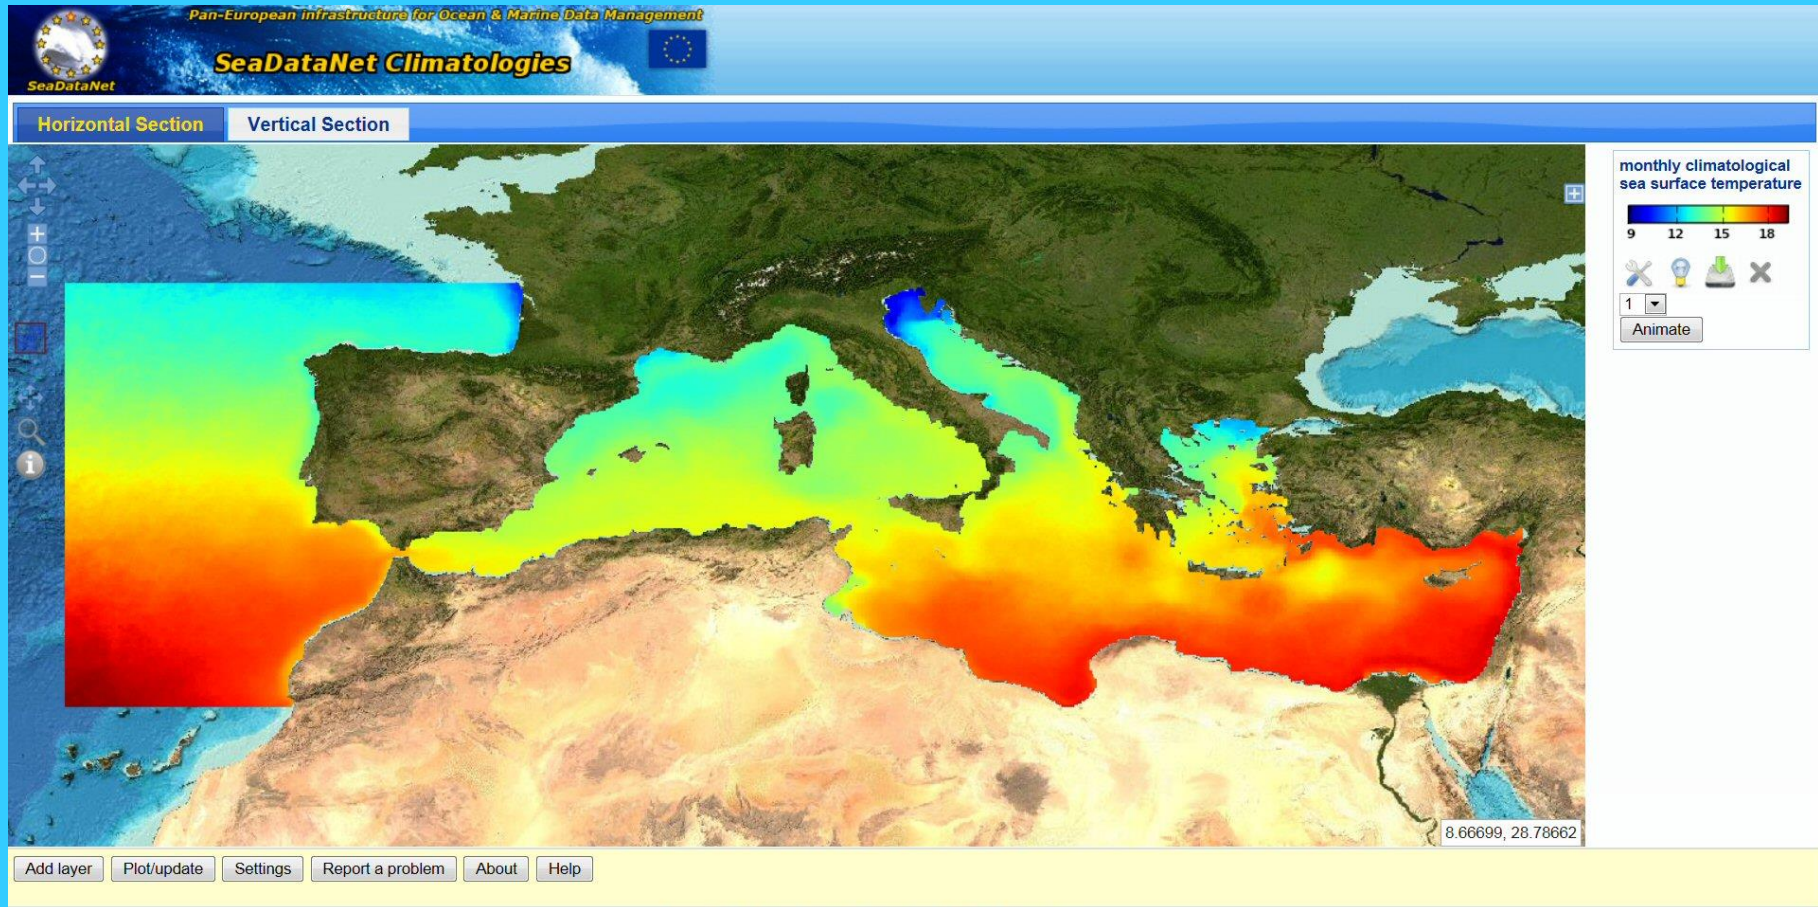 Pan-European infrastructure for Ocean & Marine Data Management
SeaDataNet Climatologies
SeaDataNet
Horizontal Section
Vertical Section
monthly climatological
sea surface temperature
9 12 15 18
1
Animate
8.66699, 28.78662
Add layer
Plot/update
Settings
Report a problem
About
Help